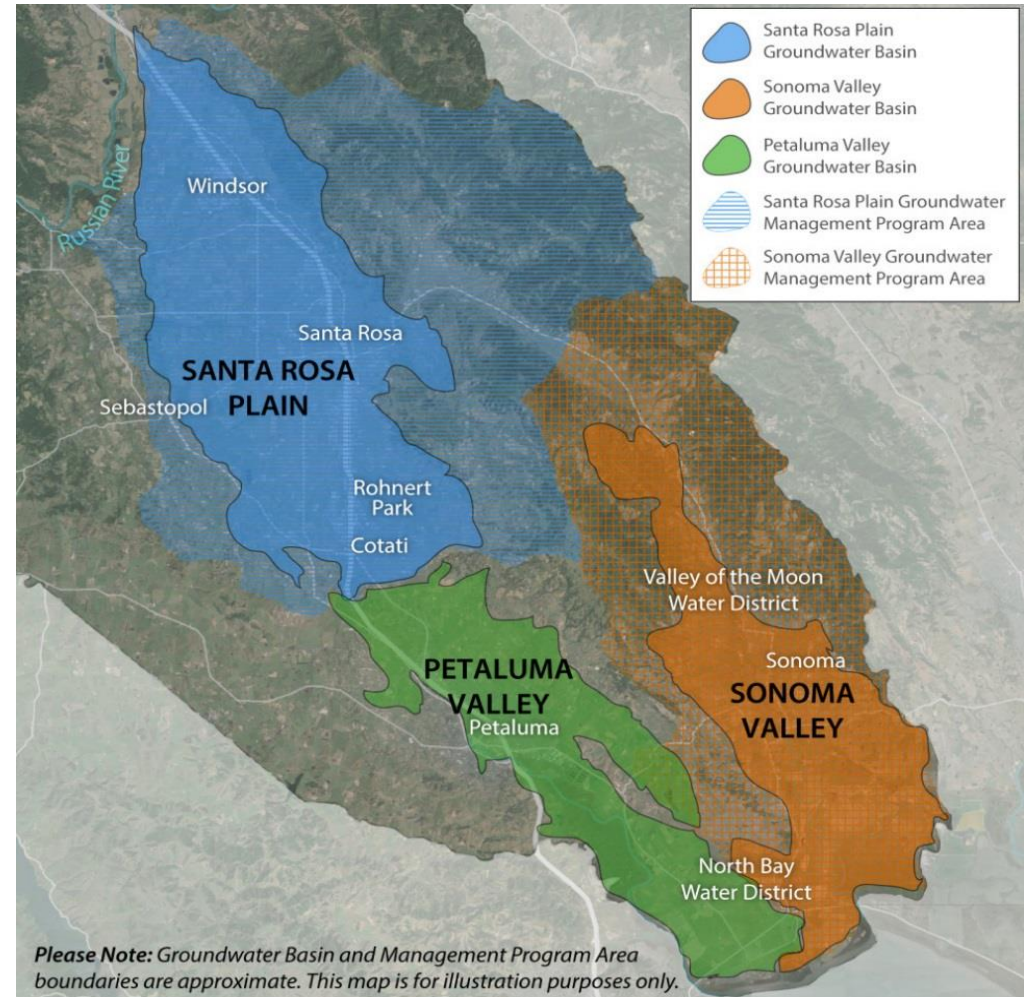 Santa Rosa Plain
Groundwater Basin
Sonoma Valley
Groundwater Basin
Petaluma Valley
Groundwater Basin
Santa Rosa Plain Groundwater
Management Program Area
Sonoma Valley Groundwater
Management Program Area
Russian River
Windsor
Santa Rosa
SANTA ROSA
PLAIN
Sebastopol
Rohnert
Park
Cotati
Valley of the Moon
Water District
Sonoma
SONOMA
VALLEY
PETALUMA
VALLEY
Petaluma
North Bay
Water District
Please Note: Groundwater Basin and Management Program Area
boundaries are approximate. This map is for illustration purposes only.